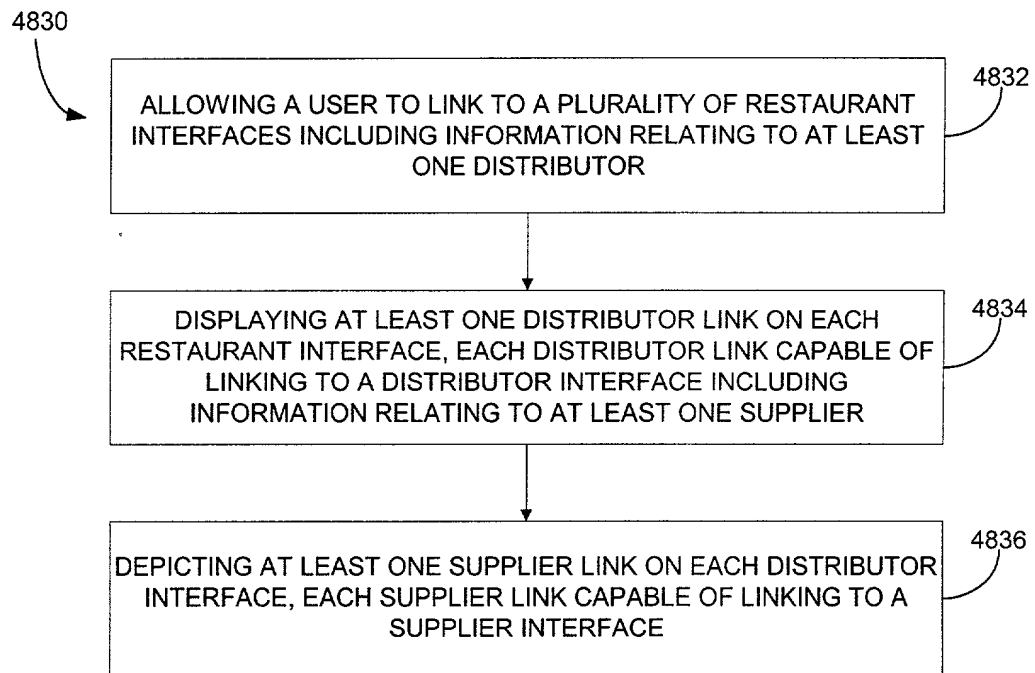 4830
4832
ALLOWING A USER TO LINK TO A PLURALITY OF RESTAURANT
INTERFACES INCLUDING INFORMATION RELATING TO AT LEAST
ONE DISTRIBUTOR
4834
DISPLAYING AT LEAST ONE DISTRIBUTOR LINK ON EACH
RESTAURANT INTERFACE, EACH DISTRIBUTOR LINK CAPABLE OF
LINKING TO A DISTRIBUTOR INTERFACE INCLUDING
INFORMATION RELATING TO AT LEAST ONE SUPPLIER
4836
DEPICTING AT LEAST ONE SUPPLIER LINK ON EACH DISTRIBUTOR
INTERFACE, EACH SUPPLIER LINK CAPABLE OF LINKING TO A
SUPPLIER INTERFACE